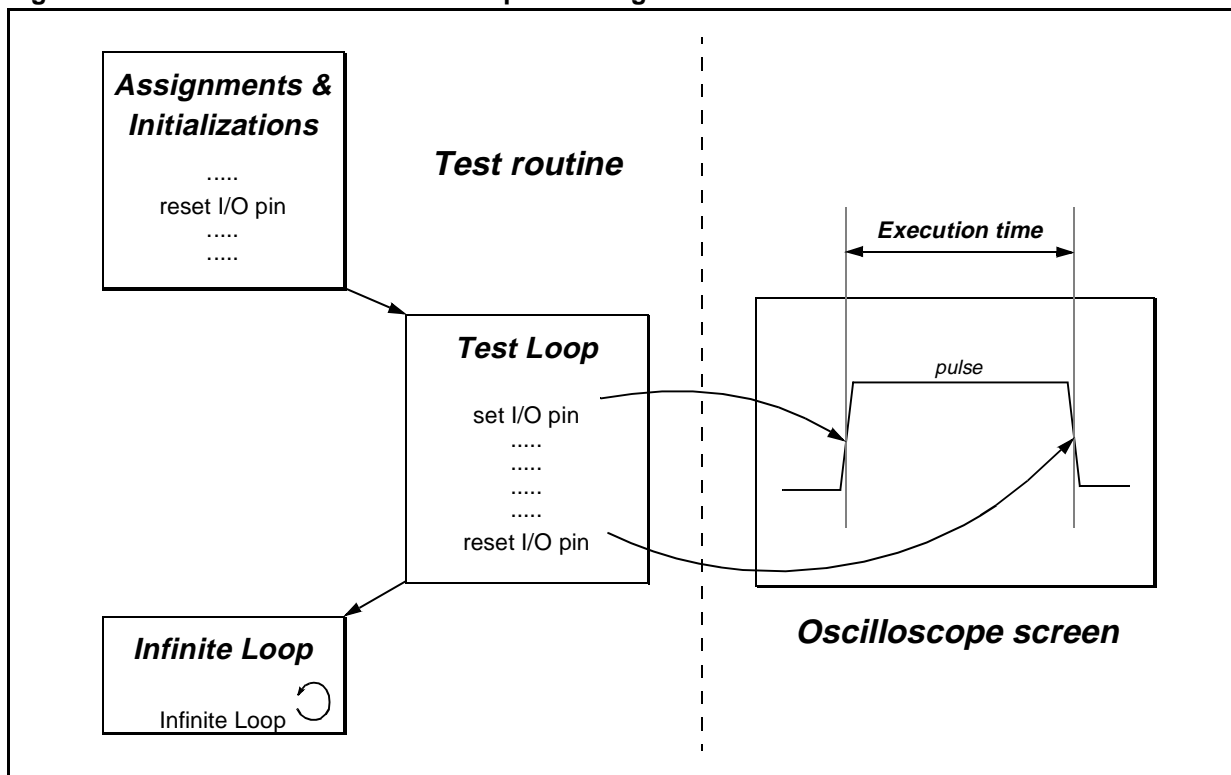 Assignments &
Initializations
.....
reset I/O pin
.....
.....
Test routine
Test Loop
set I/O pin
.....
.....
.....
.....
reset I/O pin
Infinite Loop
Infinite Loop
Execution time
pulse
Oscilloscope screen